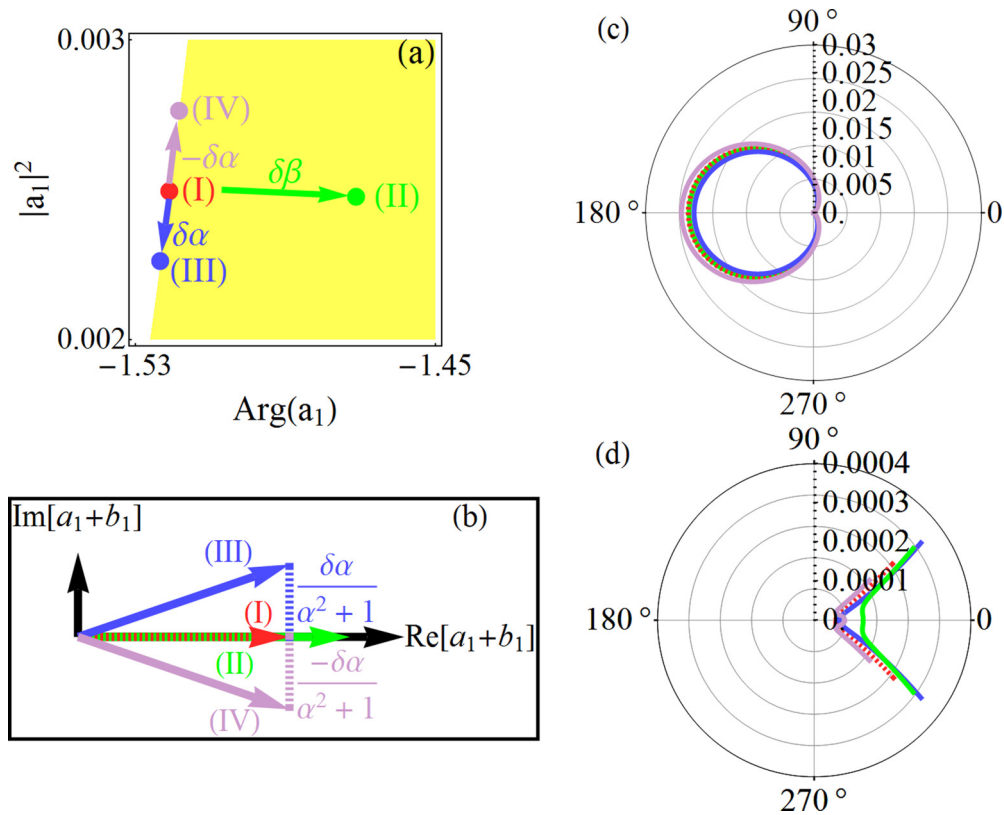 (a)
0.003
|a₁|²
(IV)
−δα
(I)
δβ
(II)
δα
(III)
0.002
−1.53
−1.45
Arg(a₁)
(b)
Im[a₁+b₁]
(III)
δα
α² + 1
(I)
Re[a₁+b₁]
(II)
−δα
α² + 1
(IV)
(c)
90 °
0.03
0.025
0.02
0.015
0.01
0.005
0.
180 °
0
270 °
(d)
90 °
0.0004
0.0003
0.0002
0.0001
0
180 °
0
270 °